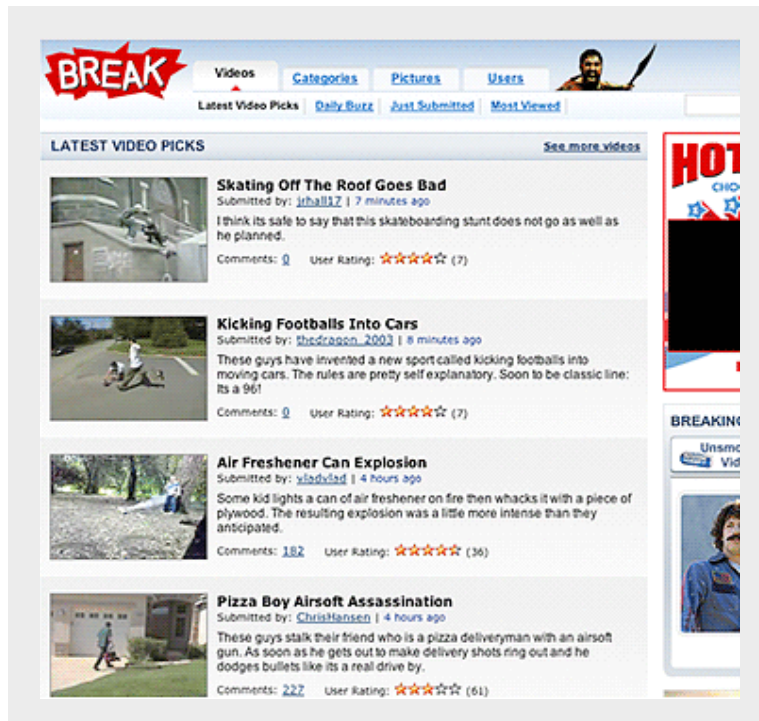 BREAK
Videos Categories Pictures Users
Latest Video Picks Daily Buzz Just Submitted Most Viewed
LATEST VIDEO PICKS See more videos
Skating Off The Roof Goes Bad
Submitted by: jrhall17 | 7 minutes ago
I think its safe to say that this skateboarding stunt does not go as well as
he planned.
Comments: 0 User Rating: (7)
Kicking Footballs Into Cars
Submitted by: thedragon_2003 | 8 minutes ago
These guys have invented a new sport called kicking footballs into
moving cars. The rules are pretty self explanatory. Soon to be classic line:
Its a 96!
Comments: 0 User Rating: (7)
Air Freshener Can Explosion
Submitted by: vladvlad | 4 hours ago
Some kid lights a can of air freshener on fire then whacks it with a piece of
plywood. The resulting explosion was a little more intense than they
anticipated.
Comments: 182 User Rating: (36)
Pizza Boy Airsoft Assassination
Submitted by: ChrisHansen | 4 hours ago
These guys stalk their friend who is a pizza deliveryman with an airsoft
gun. As soon as he gets out to make delivery shots ring out and he
dodges bullets like its a real drive by.
Comments: 227 User Rating: (61)
HOT
CHO
BREAKING
Unsmo
Vid